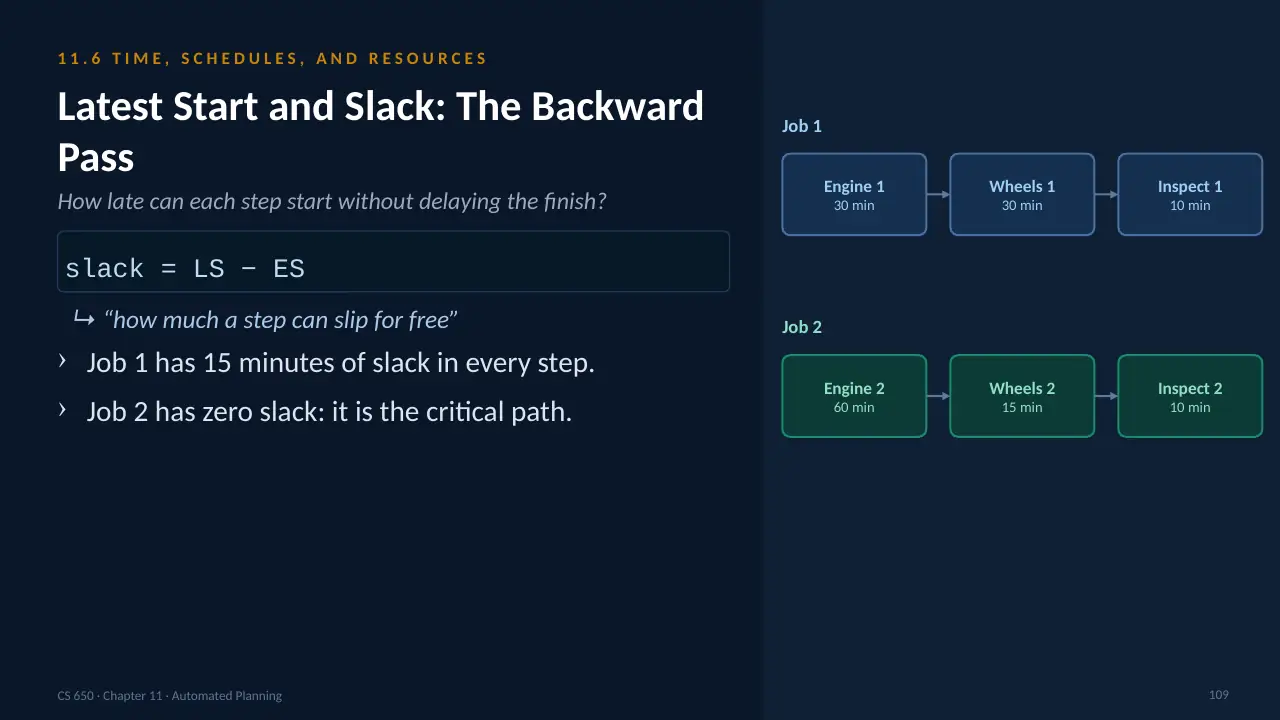 11.6 TIME, SCHEDULES, AND RESOURCES
Latest Start and Slack: The Backward
Pass
How late can each step start without delaying the finish?
slack = LS − ES
↪ “how much a step can slip for free”
› Job 1 has 15 minutes of slack in every step.
› Job 2 has zero slack: it is the critical path.
Job 1
Engine 1
30 min
Wheels 1
30 min
Inspect 1
10 min
Job 2
Engine 2
60 min
Wheels 2
15 min
Inspect 2
10 min
CS 650 · Chapter 11 · Automated Planning
109